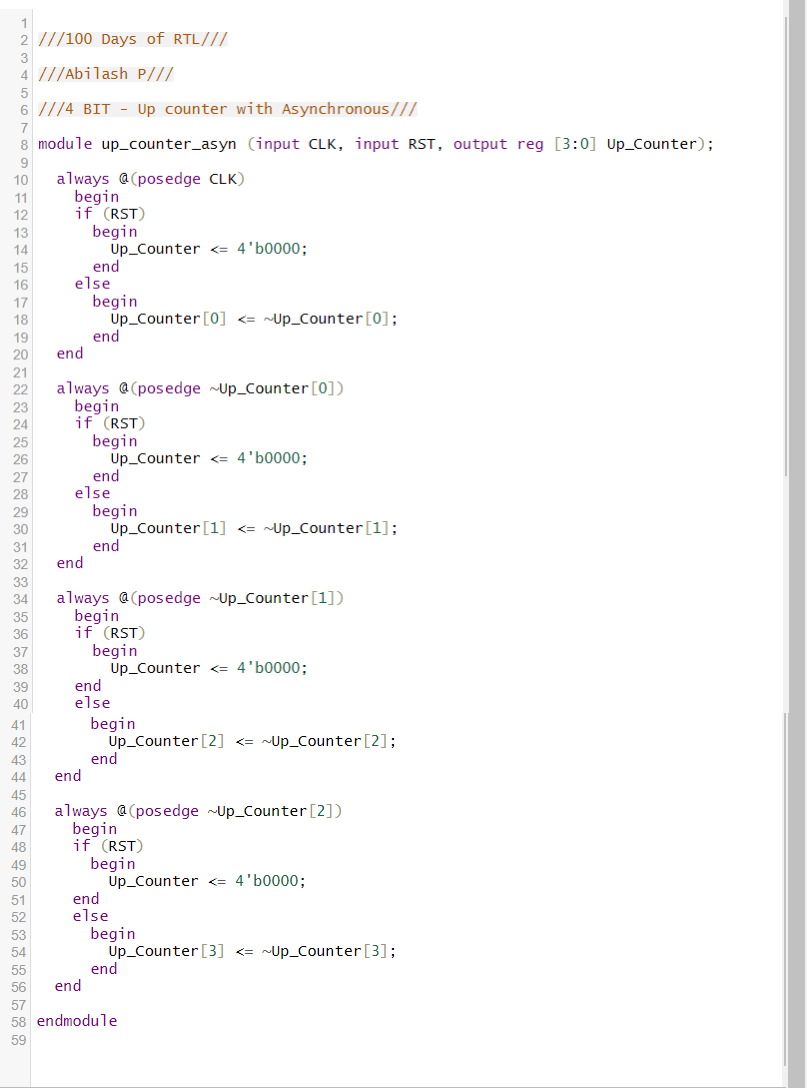 1
2 ///100 Days of RTL///
3
4 ///Abilash P///
5
6 ///4 BIT - Up counter with Asynchronous///
7
8 module up_counter_asyn (input CLK, input RST, output reg [3:0] Up_Counter);
9
10 always @(posedge CLK)
11 begin
12 if (RST)
13 begin
14 Up_Counter <= 4'b0000;
15 end
16 else
17 begin
18 Up_Counter[0] <= ~Up_Counter[0];
19 end
20 end
21
22 always @(posedge ~Up_Counter[0])
23 begin
24 if (RST)
25 begin
26 Up_Counter <= 4'b0000;
27 end
28 else
29 begin
30 Up_Counter[1] <= ~Up_Counter[1];
31 end
32 end
33
34 always @(posedge ~Up_Counter[1])
35 begin
36 if (RST)
37 begin
38 Up_Counter <= 4'b0000;
39 end
40 else
41 begin
42 Up_Counter[2] <= ~Up_Counter[2];
43 end
44 end
45
46 always @(posedge ~Up_Counter[2])
47 begin
48 if (RST)
49 begin
50 Up_Counter <= 4'b0000;
51 end
52 else
53 begin
54 Up_Counter[3] <= ~Up_Counter[3];
55 end
56 end
57
58 endmodule
59